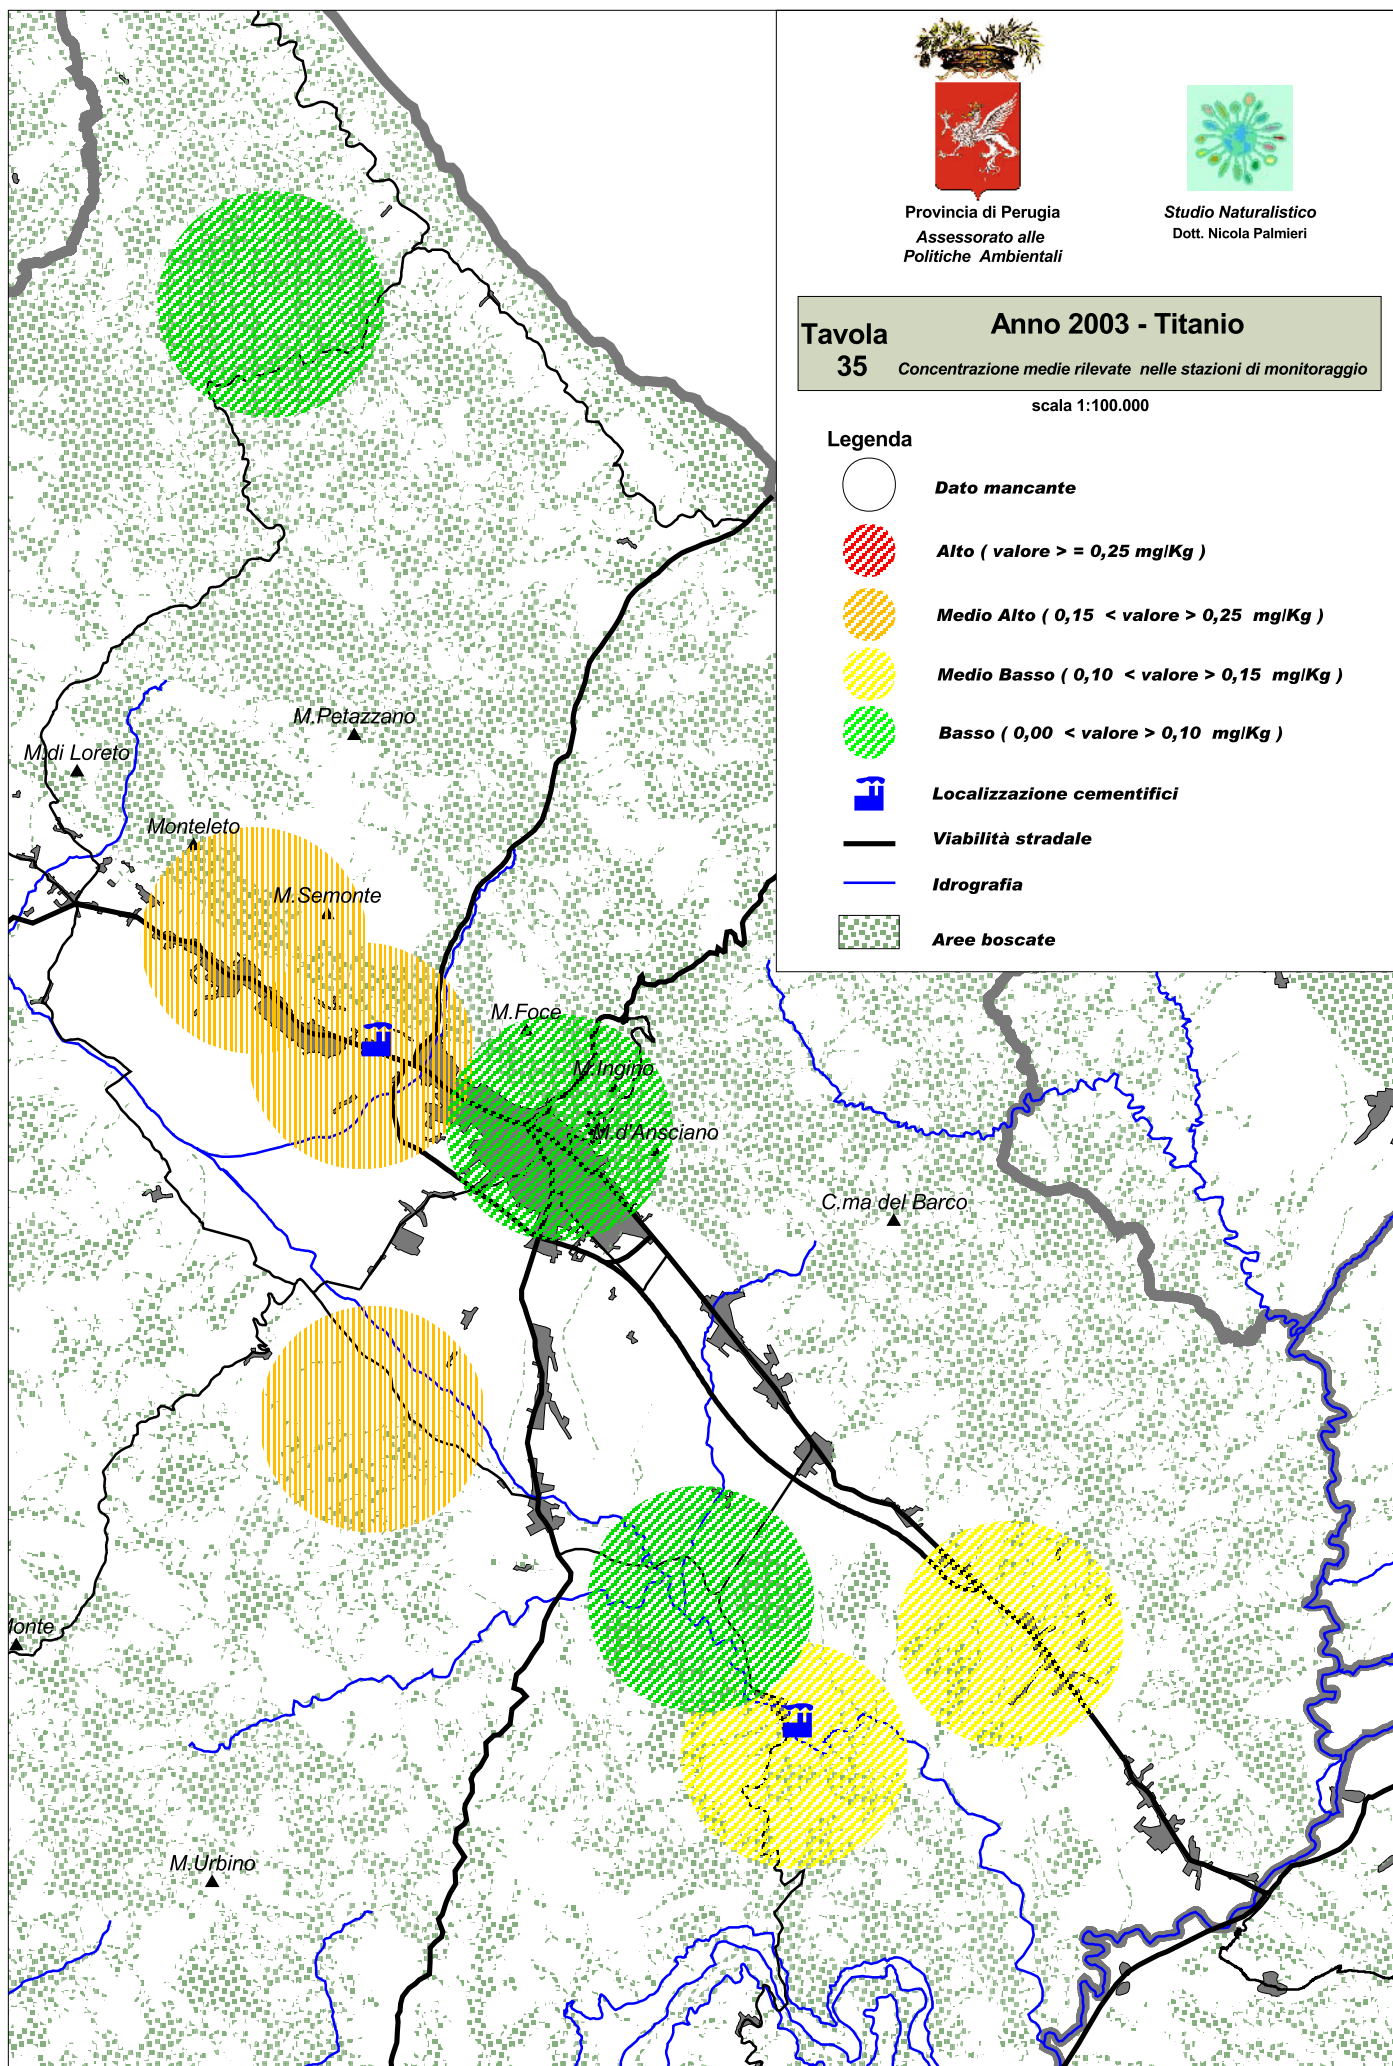 Provincia di Perugia
Assessorato alle
Politiche Ambientali
Studio Naturalistico
Dott. Nicola Palmieri
Tavola
35
Anno 2003 - Titanio
Concentrazione medie rilevate nelle stazioni di monitoraggio
scala 1:100.000
Legenda
Dato mancante
Alto ( valore > = 0,25 mg/Kg )
Medio Alto ( 0,15 < valore > 0,25 mg/Kg )
Medio Basso ( 0,10 < valore > 0,15 mg/Kg )
Basso ( 0,00 < valore > 0,10 mg/Kg )
Localizzazione cementifici
Viabilità stradale
Idrografia
Aree boscate
M.Petazzano
M.di Loreto
Monteleto
M.Semonte
M.Foce
M.Ingino
M.d'Ansciano
C.ma del Barco
M.Urbino